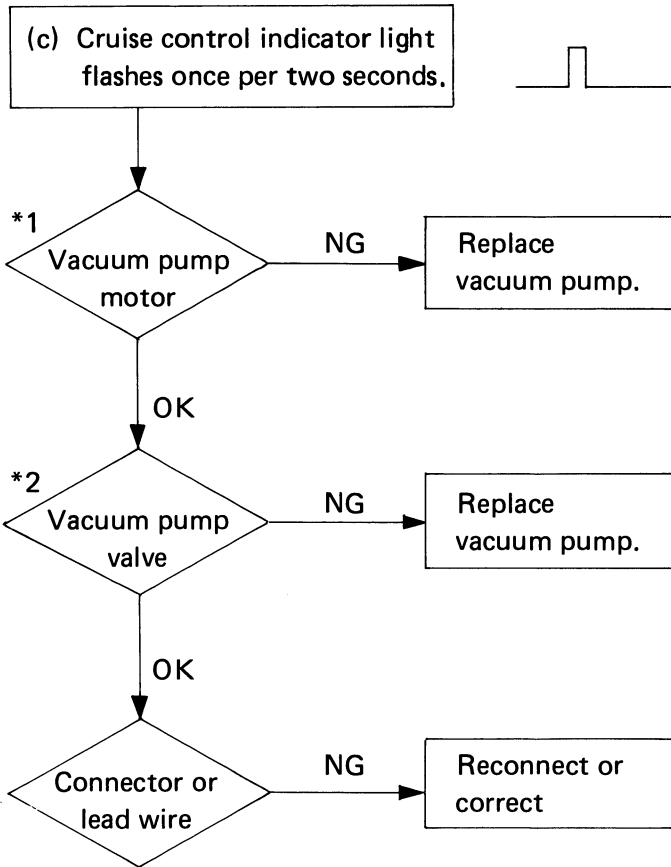 (c) Cruise control indicator light
flashes once per two seconds.
*1
Vacuum pump
motor
NG
Replace
vacuum pump.
OK
*2
Vacuum pump
valve
NG
Replace
vacuum pump.
OK
Connector or
lead wire
NG
Reconnect or
correct